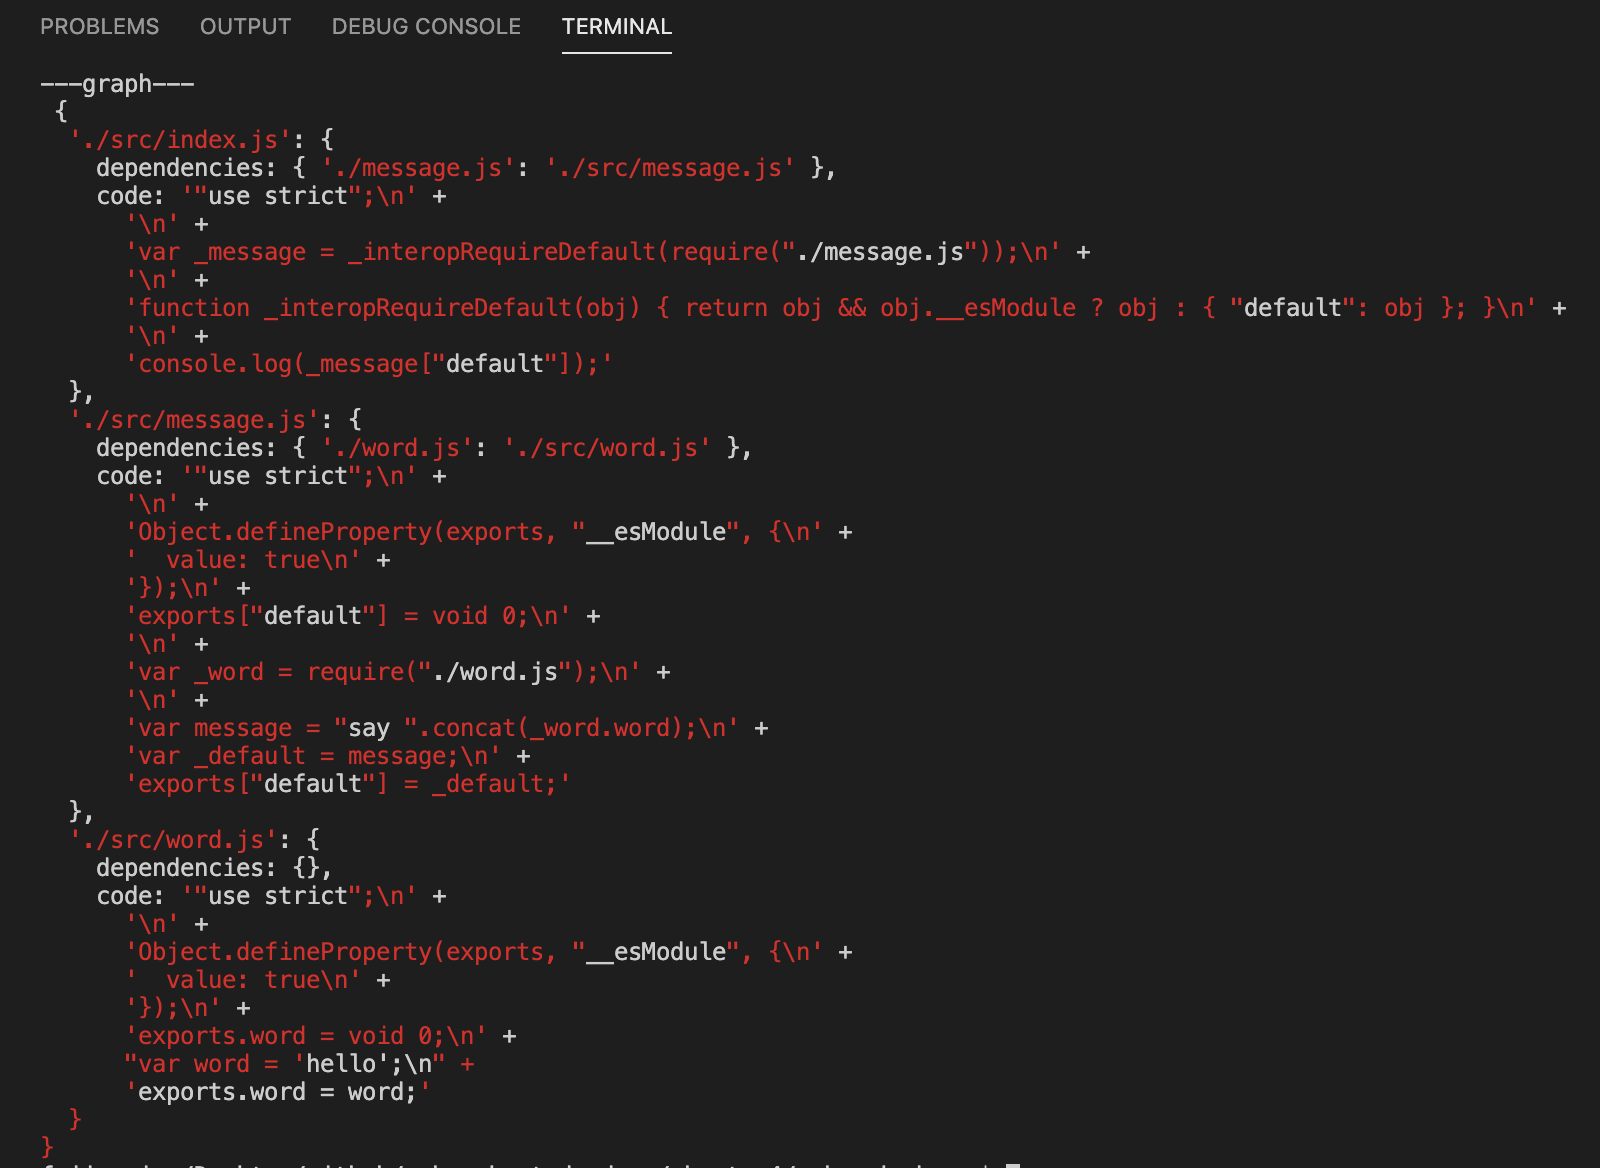 PROBLEMS OUTPUT DEBUG CONSOLE TERMINAL
---graph---
 {
  './src/index.js': {
    dependencies: { './message.js': './src/message.js' },
    code: '"use strict";\n' +
      '\n' +
      'var _message = _interopRequireDefault(require("./message.js"));\n' +
      '\n' +
      'function _interopRequireDefault(obj) { return obj && obj.__esModule ? obj : { "default": obj }; }\n' +
      '\n' +
      'console.log(_message["default"]);'
  },
  './src/message.js': {
    dependencies: { './word.js': './src/word.js' },
    code: '"use strict";\n' +
      '\n' +
      'Object.defineProperty(exports, "__esModule", {\n' +
      '  value: true\n' +
      '});\n' +
      'exports["default"] = void 0;\n' +
      '\n' +
      'var _word = require("./word.js");\n' +
      '\n' +
      'var message = "say ".concat(_word.word);\n' +
      'var _default = message;\n' +
      'exports["default"] = _default;'
  },
  './src/word.js': {
    dependencies: {},
    code: '"use strict";\n' +
      '\n' +
      'Object.defineProperty(exports, "__esModule", {\n' +
      '  value: true\n' +
      '});\n' +
      'exports.word = void 0;\n' +
      "var word = 'hello';\n" +
      'exports.word = word;'
  }
}